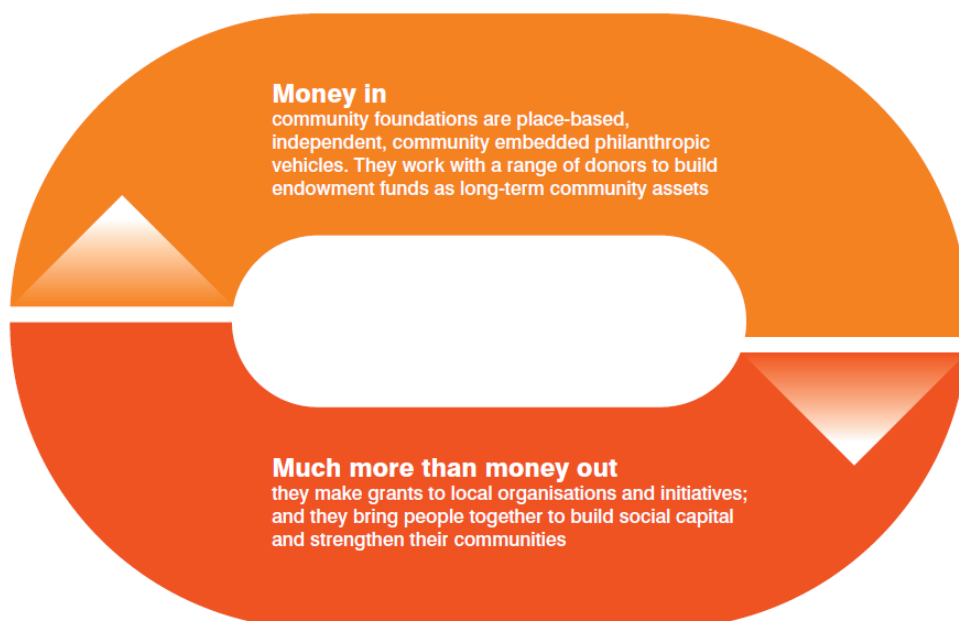 Money in
community foundations are place-based,
independent, community embedded philanthropic
vehicles. They work with a range of donors to build
endowment funds as long-term community assets
Much more than money out
they make grants to local organisations and initiatives;
and they bring people together to build social capital
and strengthen their communities